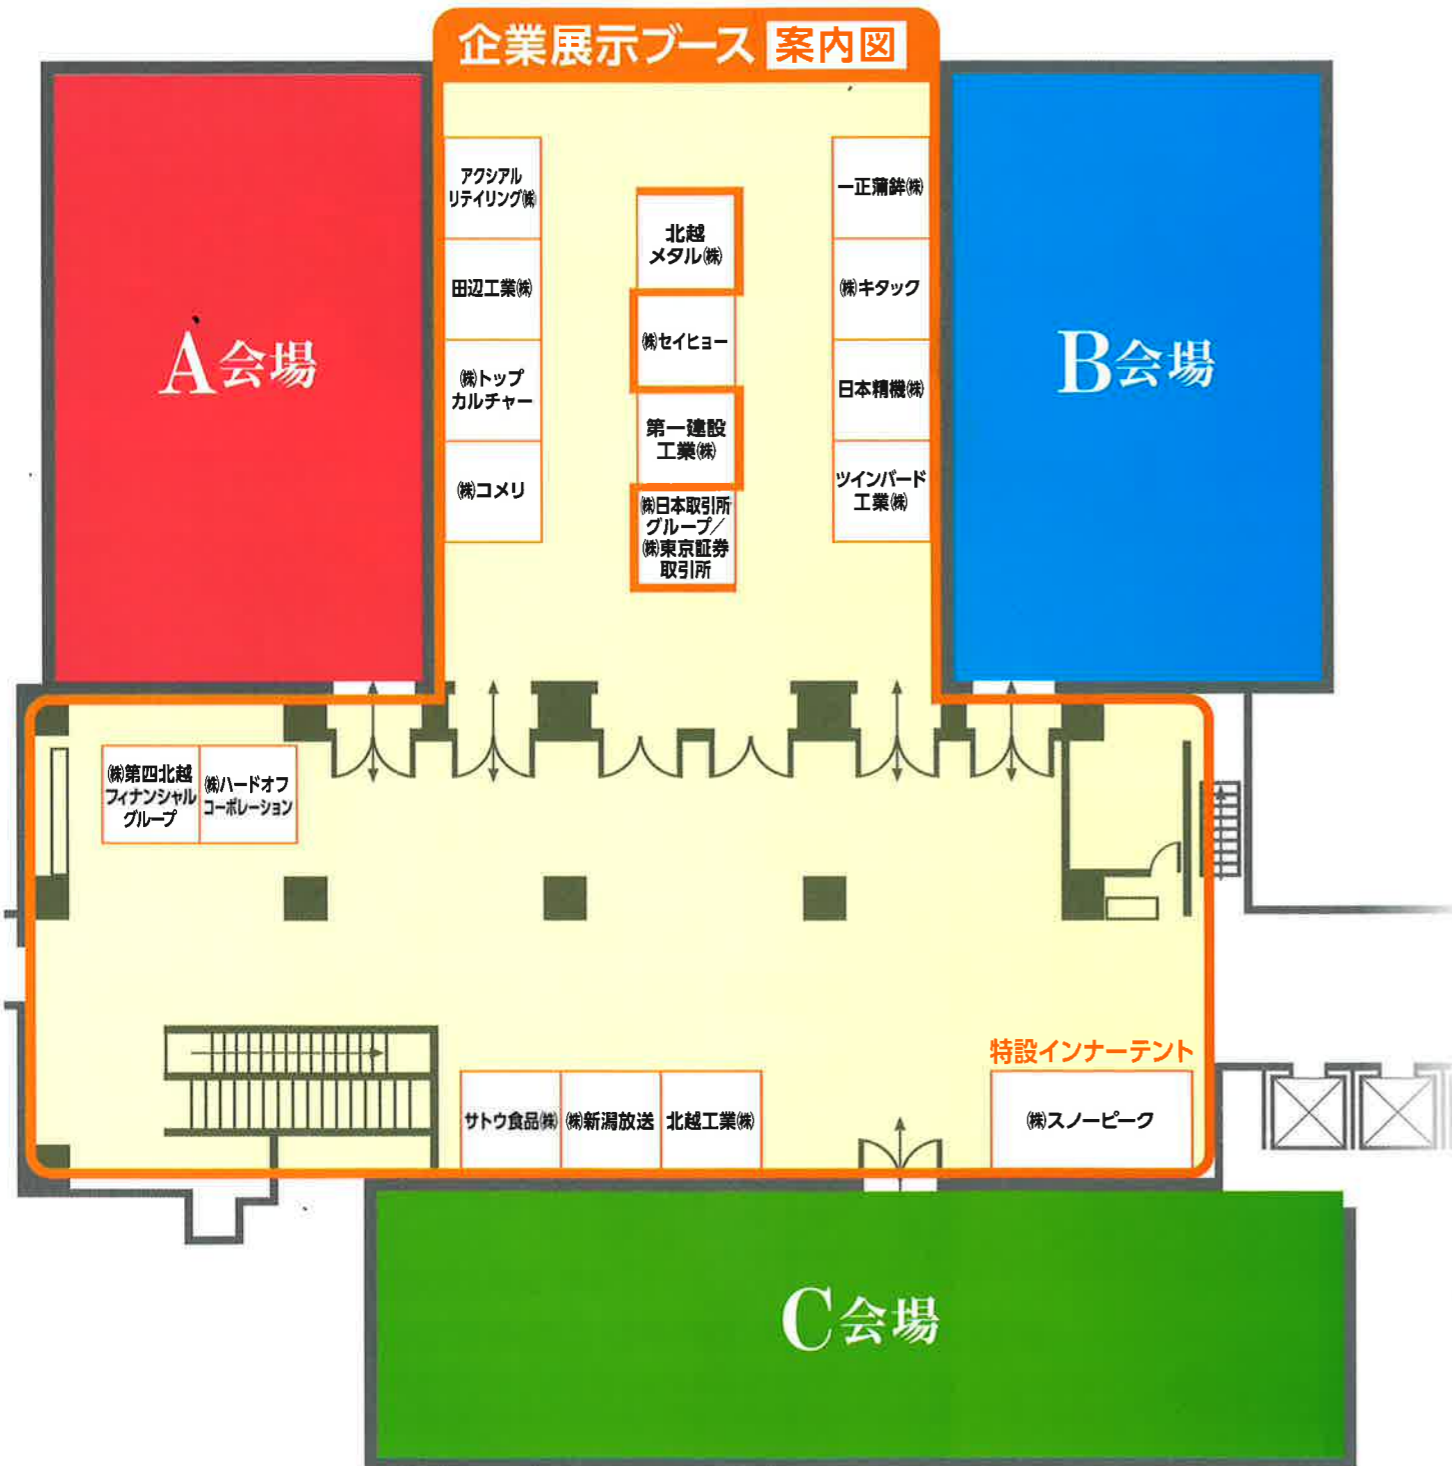 企業展示ブース 案内図
アクシアル
リテイリング㈱
田辺工業㈱
㈱トップ
カルチャー
㈱コメリ
北越
メタル㈱
㈱セイヒョー
第一建設
工業㈱
㈱日本取引所
グループ／
㈱東京証券
取引所
一正蒲鉾㈱
㈱キタック
日本精機㈱
ツインバード
工業㈱
A会場
B会場
㈱第四北越
フィナンシャル
グループ
㈱ハードオフ
コーポレーション
特設インナーテント
サトウ食品㈱
㈱新潟放送
北越工業㈱
㈱スノーピーク
C会場